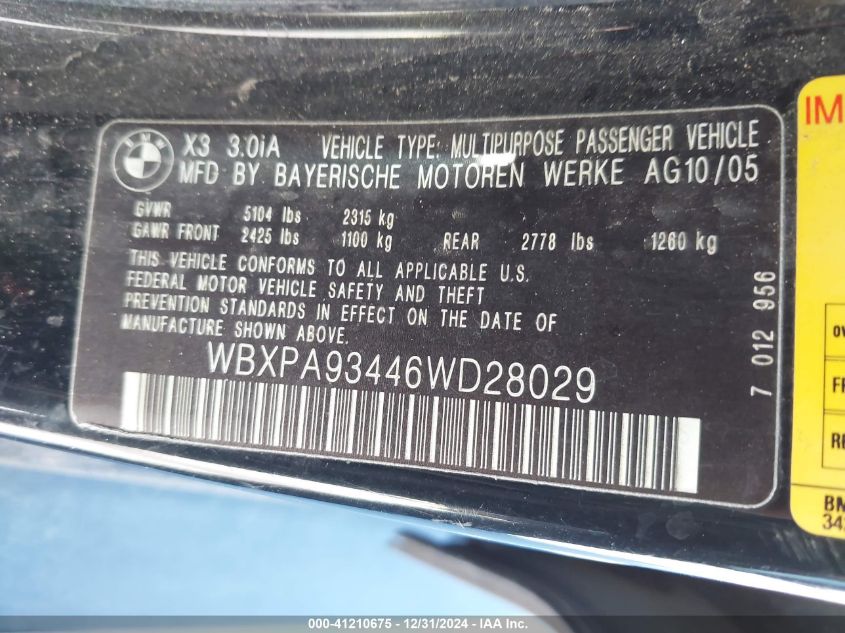 BMW
X3 3.0iA VEHICLE TYPE: MULTIPURPOSE PASSENGER VEHICLE
MFD BY BAYERISCHE MOTOREN WERKE AG10/05
GVWR 5104 lbs 2315 kg
GAWR FRONT 2425 lbs 1100 kg REAR 2778 lbs 1260 kg
THIS VEHICLE CONFORMS TO ALL APPLICABLE U.S.
FEDERAL MOTOR VEHICLE SAFETY AND THEFT
PREVENTION STANDARDS IN EFFECT ON THE DATE OF
MANUFACTURE SHOWN ABOVE.
WBXPA93446WD28029
7 012 956
IM
FR
BM
000-41210675 - 12/31/2024 - IAA Inc.